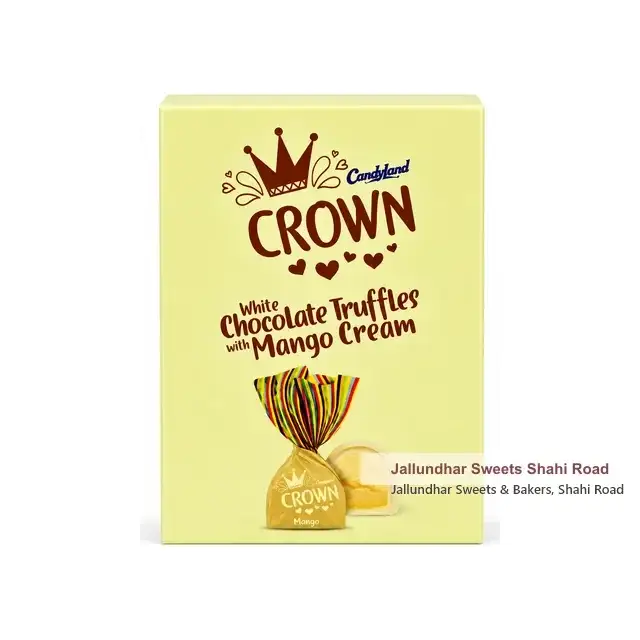 Candyland
CROWN
White
Chocolate Truffles
with Mango Cream
CROWN
Mango
Jallundhar Sweets Shahi Road
Jallundhar Sweets & Bakers, Shahi Road